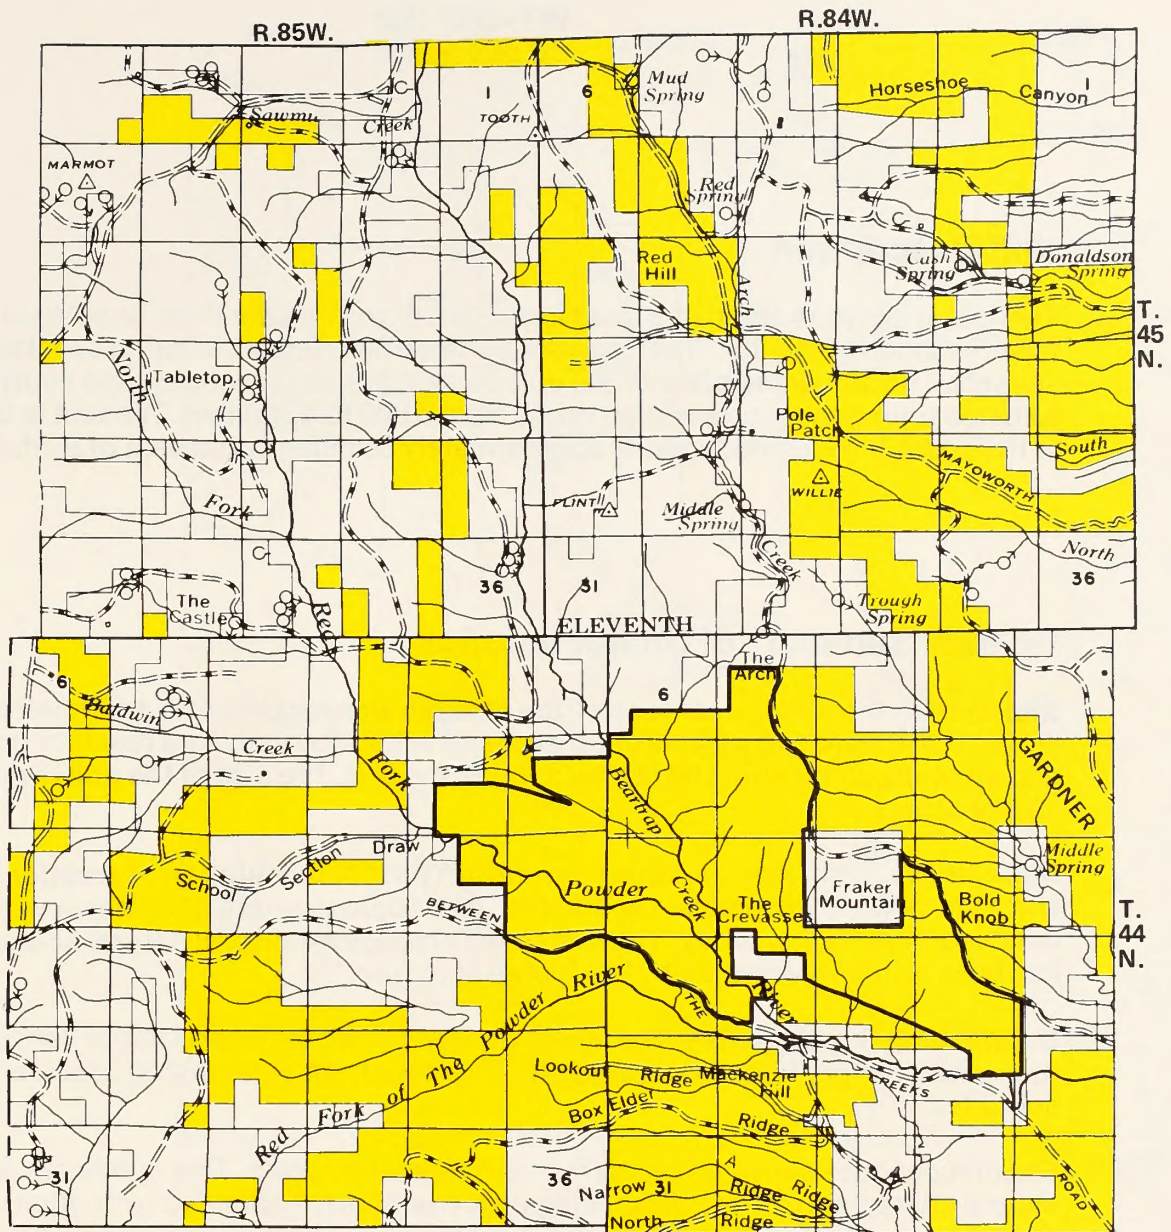 R.85W.
R.84W.
Sawmill
Creek
1
TOOTH
6
Mud
Spring
Horseshoe
Canyon
1
MARMOT
Red
Spring
C
C
Red
Hill
Cash
Spring
Donaldson
Spring
Arch
T.
45
N.
North
Tabletop
Pole
Patch
South
MAYOWORTH
WILLIE
Fork
FLINT
Middle
Spring
Creek
North
C
36
31
36
The
Castle
Red
Trough
Spring
ELEVENTH
6
The
Arch
1
6
Baldwin
Creek
Fork
Beartrap
GARDNER
School
Section
Draw
Middle
Spring
Powder
Creek
Fraker
Mountain
Bold
Knob
The
Crevasses
BETWEEN
T.
44
N.
River
THE
River
Red Fork of The Powder
Lookout
Ridge
Mackenzie
Hill
CREEKS
Box Elder
Ridge
31
36
Narrow
31
Ridge
Ridge
North
Ridge
ROAD